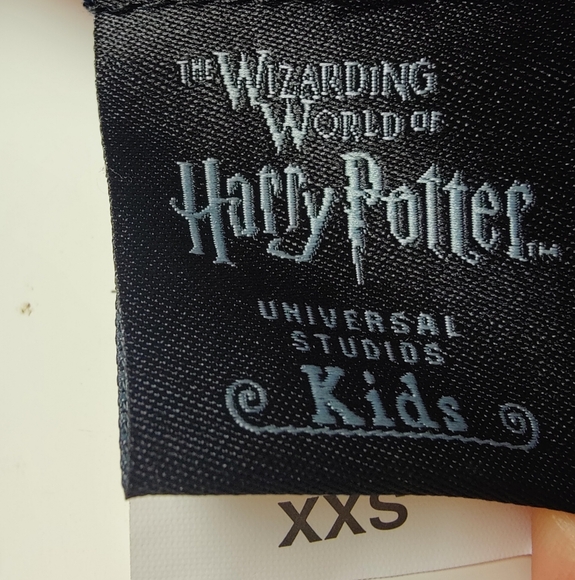 THE WIZARDING
WORLD OF
Harry Potter™
UNIVERSAL
STUDIOS
Kids
XXS